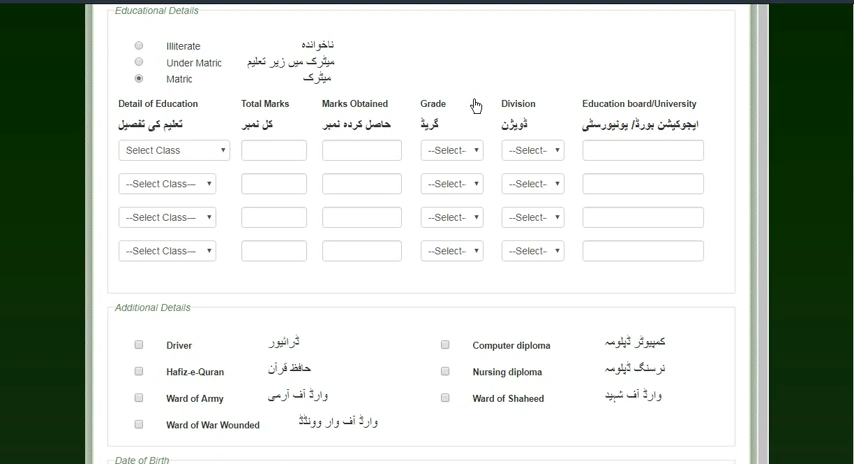 Educational Details
Illiterate ناخواندہ
Under Matric میٹرک میں زیر تعلیم
Matric میٹرک
Detail of Education Total Marks Marks Obtained Grade Division Education board/University
تعلیم کی تفصیل کل نمبر حاصل کردہ نمبر گریڈ ڈویژن ایجوکیشن بورڈ/ یونیورسٹی
Select Class --Select- --Select-
--Select Class— --Select- --Select-
--Select Class— --Select- --Select-
--Select Class— --Select- --Select-
Additional Details
Driver ڈرائیور Computer diploma کمپیوٹر ڈپلومہ
Hafiz-e-Quran حافظ قرآن Nursing diploma نرسنگ ڈپلومہ
Ward of Army وارڈ آف آرمی Ward of Shaheed وارڈ آف شہید
Ward of War Wounded وارڈ آف وار وونڈڈ
Date of Birth